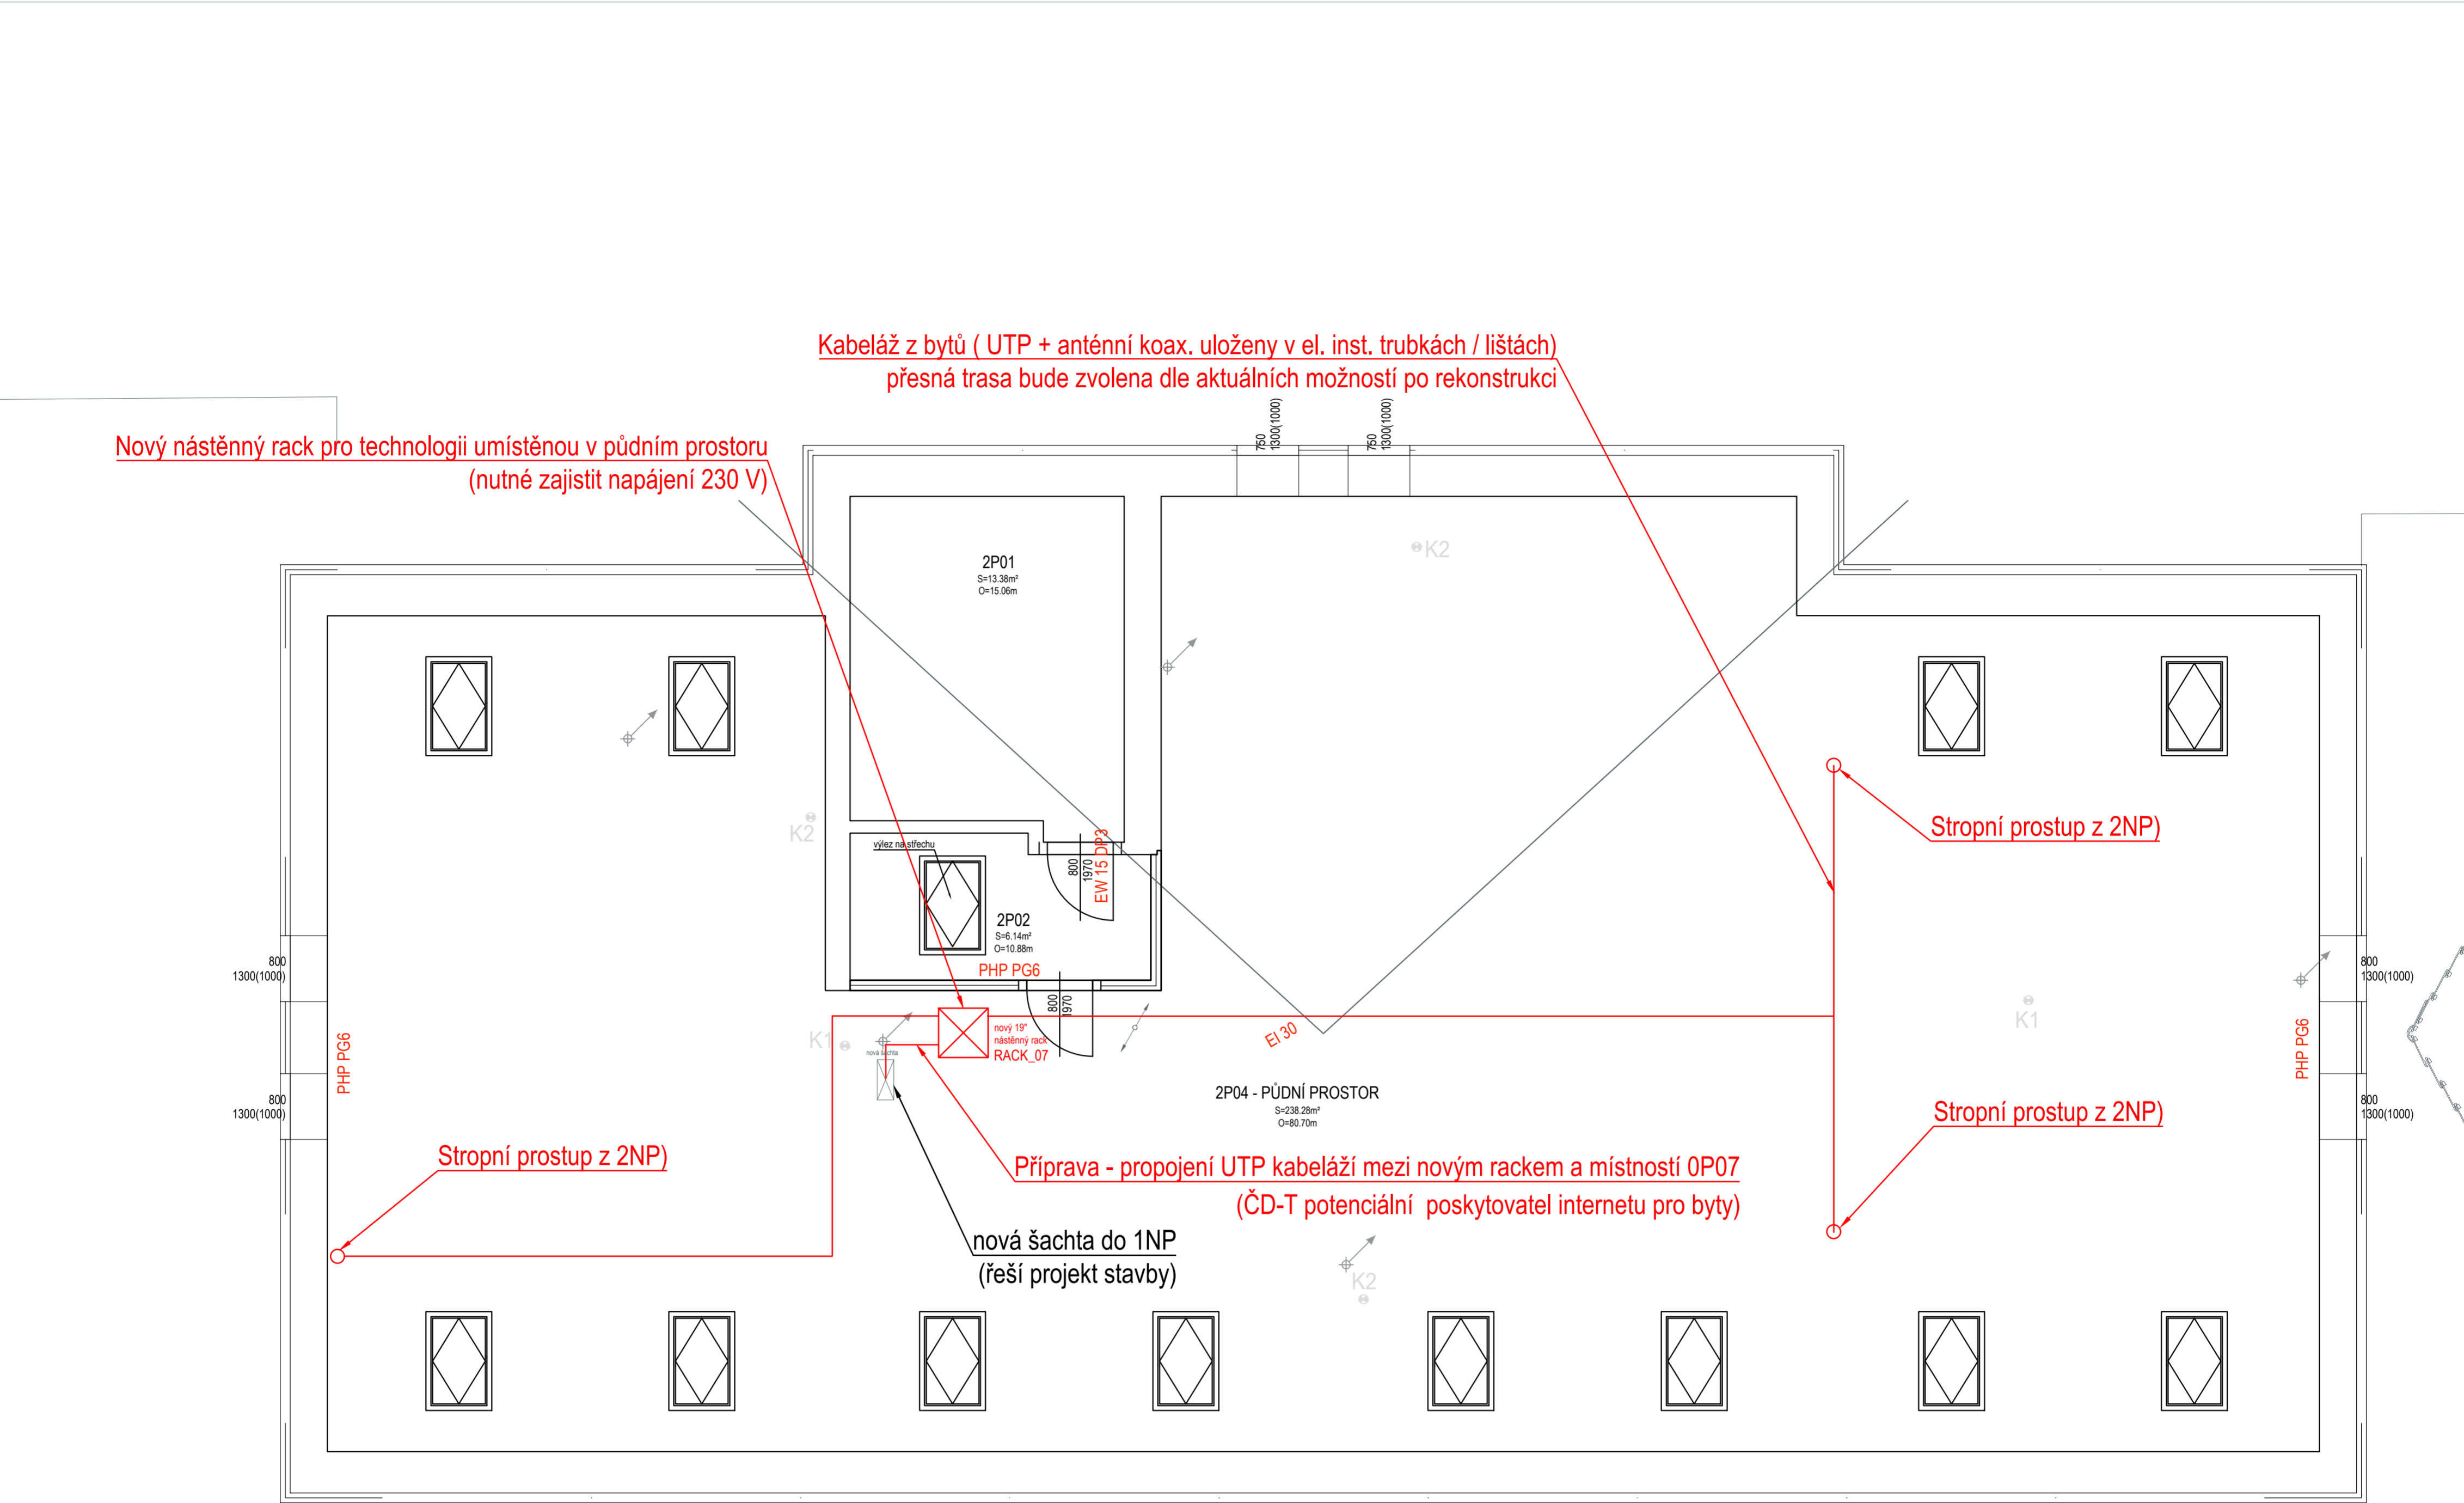 Kabeláž z bytů ( UTP + anténní koax. uloženy v el. inst. trubkách / lištách)
přesná trasa bude zvolena dle aktuálních možností po rekonstrukci
Nový nástěnný rack pro technologii umístěnou v půdním prostoru
(nutné zajistit napájení 230 V)
750
1300(1000)
750
1300(1000)
2P01
S=13.38m²
O=15.06m
K2
K2
výlez na střechu
800
1970
EW 15 DP3
Stropní prostup z 2NP)
2P02
S=6.14m²
O=10.88m
PHP PG6
800
1300(1000)
800
1300(1000)
800
1970
K1
nová šachta
nový 19"
nástěnný rack
RACK_07
EI 30
K1
PHP PG6
PHP PG6
800
1300(1000)
800
1300(1000)
2P04 - PŮDNÍ PROSTOR
S=238.28m²
O=80.70m
Stropní prostup z 2NP)
Stropní prostup z 2NP)
Příprava - propojení UTP kabeláží mezi novým rackem a místností 0P07
(ČD-T potenciální  poskytovatel internetu pro byty)
nová šachta do 1NP
(řeší projekt stavby)
K2